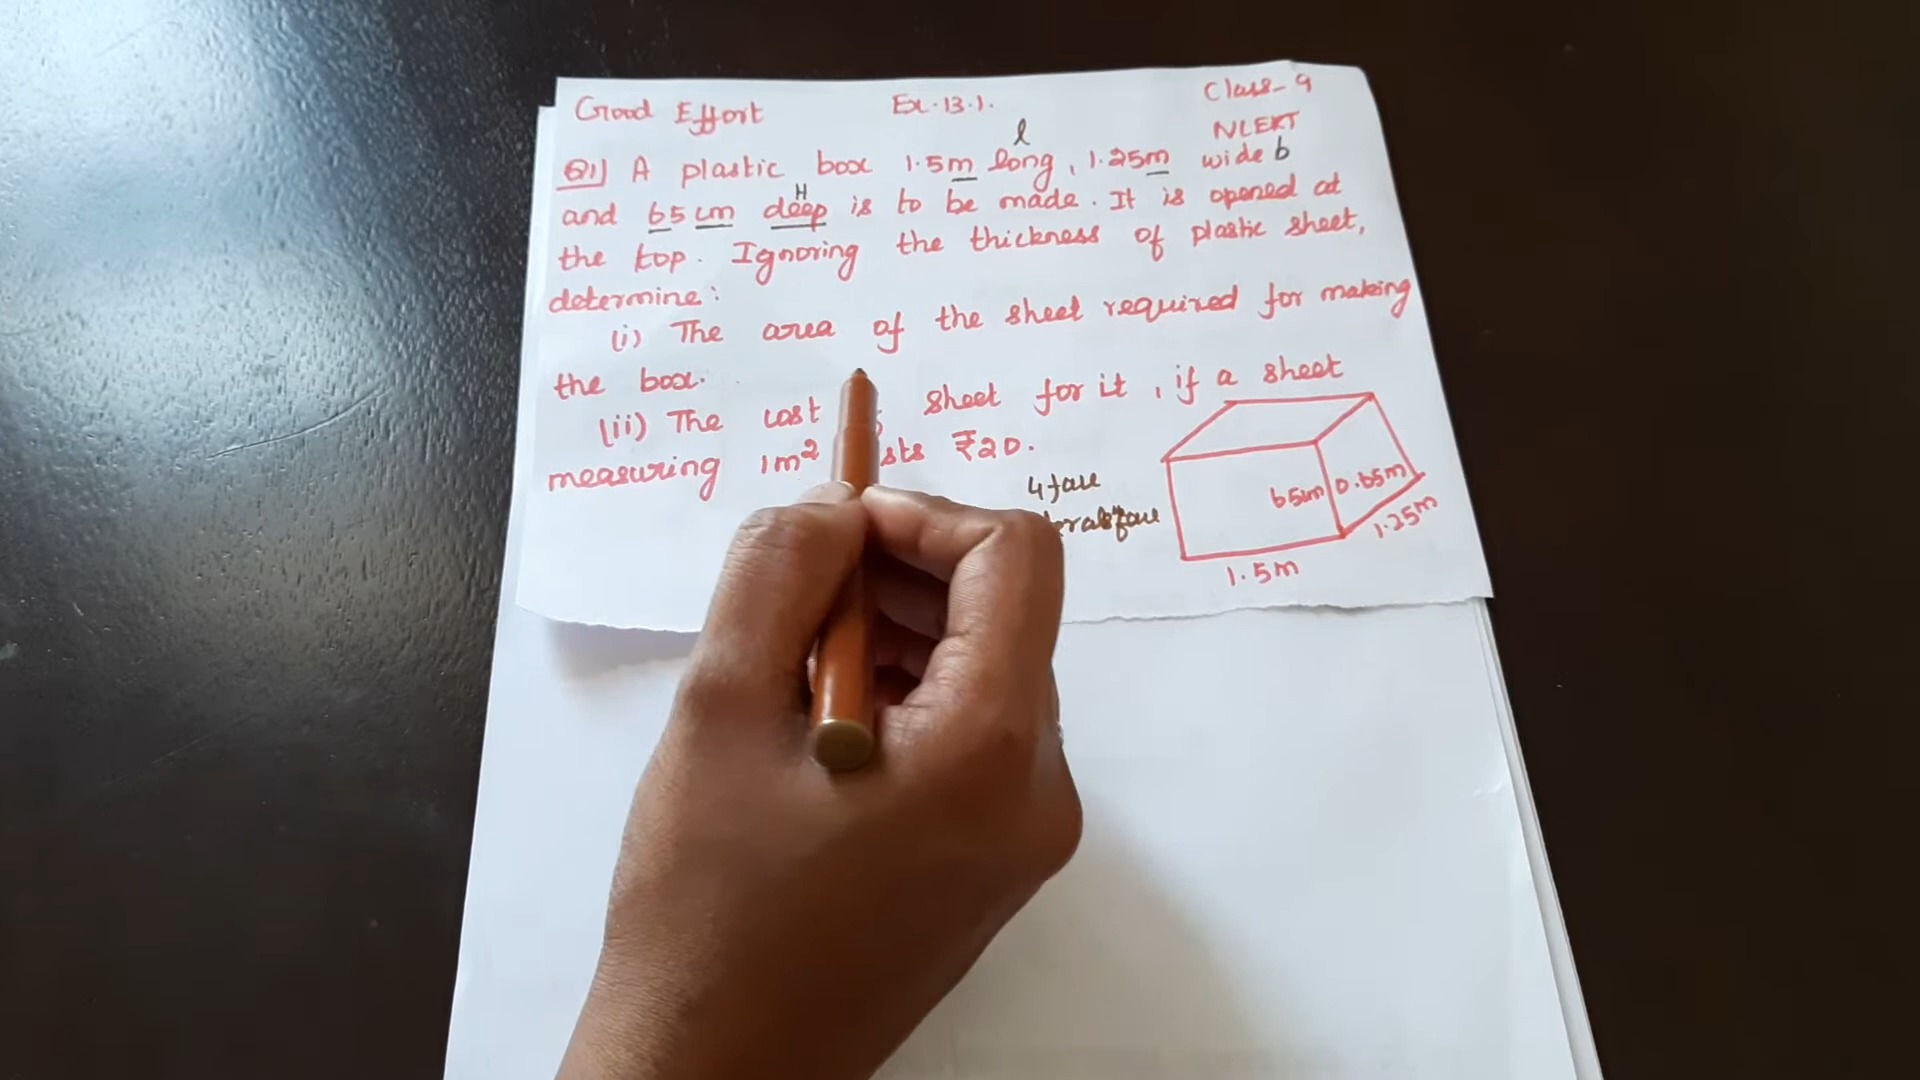 Good Effort Ex.13.1. Class-9
NCERT
l
Q1) A plastic box 1.5m long, 1.25m wide b
H
and 65 cm deep is to be made. It is opened at
the top. Ignoring the thickness of plastic sheet,
determine:
(i) The area of the sheet required for making
the box.
(ii) The cost sheet for it, if a sheet
measuring 1m² ₹20.
4 face
65cm 0.65m
1.25m
1.5m